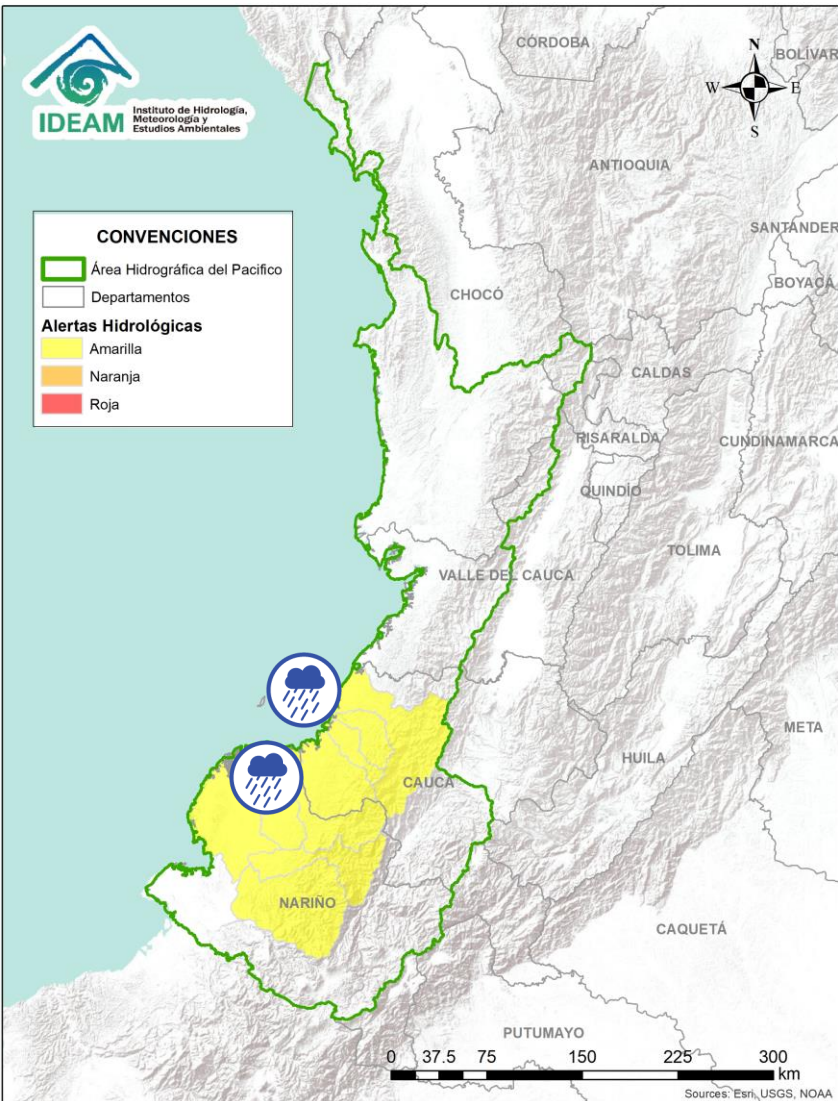 IDEAM
Instituto de Hidrología,
Meteorología y
Estudios Ambientales
CÓRDOBA
BOLÍVAR
N
W
E
S
ANTIOQUIA
SANTANDER
BOYACÁ
CHOCÓ
CONVENCIONES
Área Hidrográfica del Pacifico
Departamentos
Alertas Hidrológicas
Amarilla
Naranja
Roja
CALDAS
RISARALDA
CUNDINAMARCA
QUINDÍO
TOLIMA
VALLE DEL CAUCA
META
HUILA
CAUCA
NARIÑO
CAQUETÁ
PUTUMAYO
0 37.5 75 150 225 300
km
Sources: Esri, USGS, NOAA